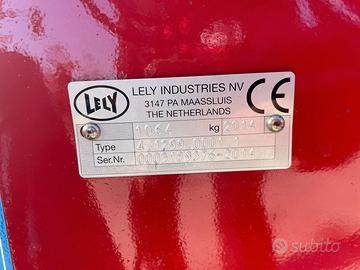 LELY
LELY INDUSTRIES NV
3147 PA MAASSLUIS
THE NETHERLANDS
CE
1064 kg 2014
Type
Ser.Nr.
subito